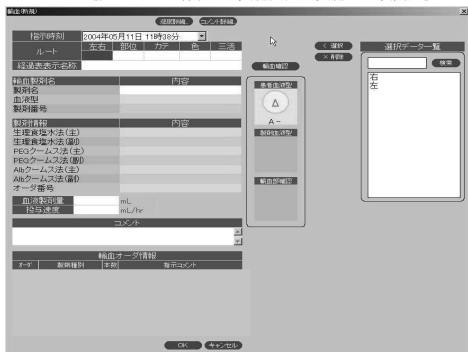 輸血(新規)
経過詳細 コメント詳細
指示時刻 2004年05月11日 11時38分
ルート 左右 部位 カテ 色 三活
経過表表示名称
輸血製剤名 内容
製剤名
血液型
製剤番号
製剤情報 内容
生理食塩水法(主)
生理食塩水法(副)
PEGクームス法(主)
PEGクームス法(副)
Albクームス法(主)
Albクームス法(副)
オーダ番号
血液製剤量 mL
投与速度 mL/hr
コメント
輸血オーダ情報
オーダ 製剤種別 本数 指示コメント
OK キャンセル
輸血確認
患者血液型
A --
製剤血液型
輸血部確認
< 選択
× 削除
選択データ一覧
検索
右
左